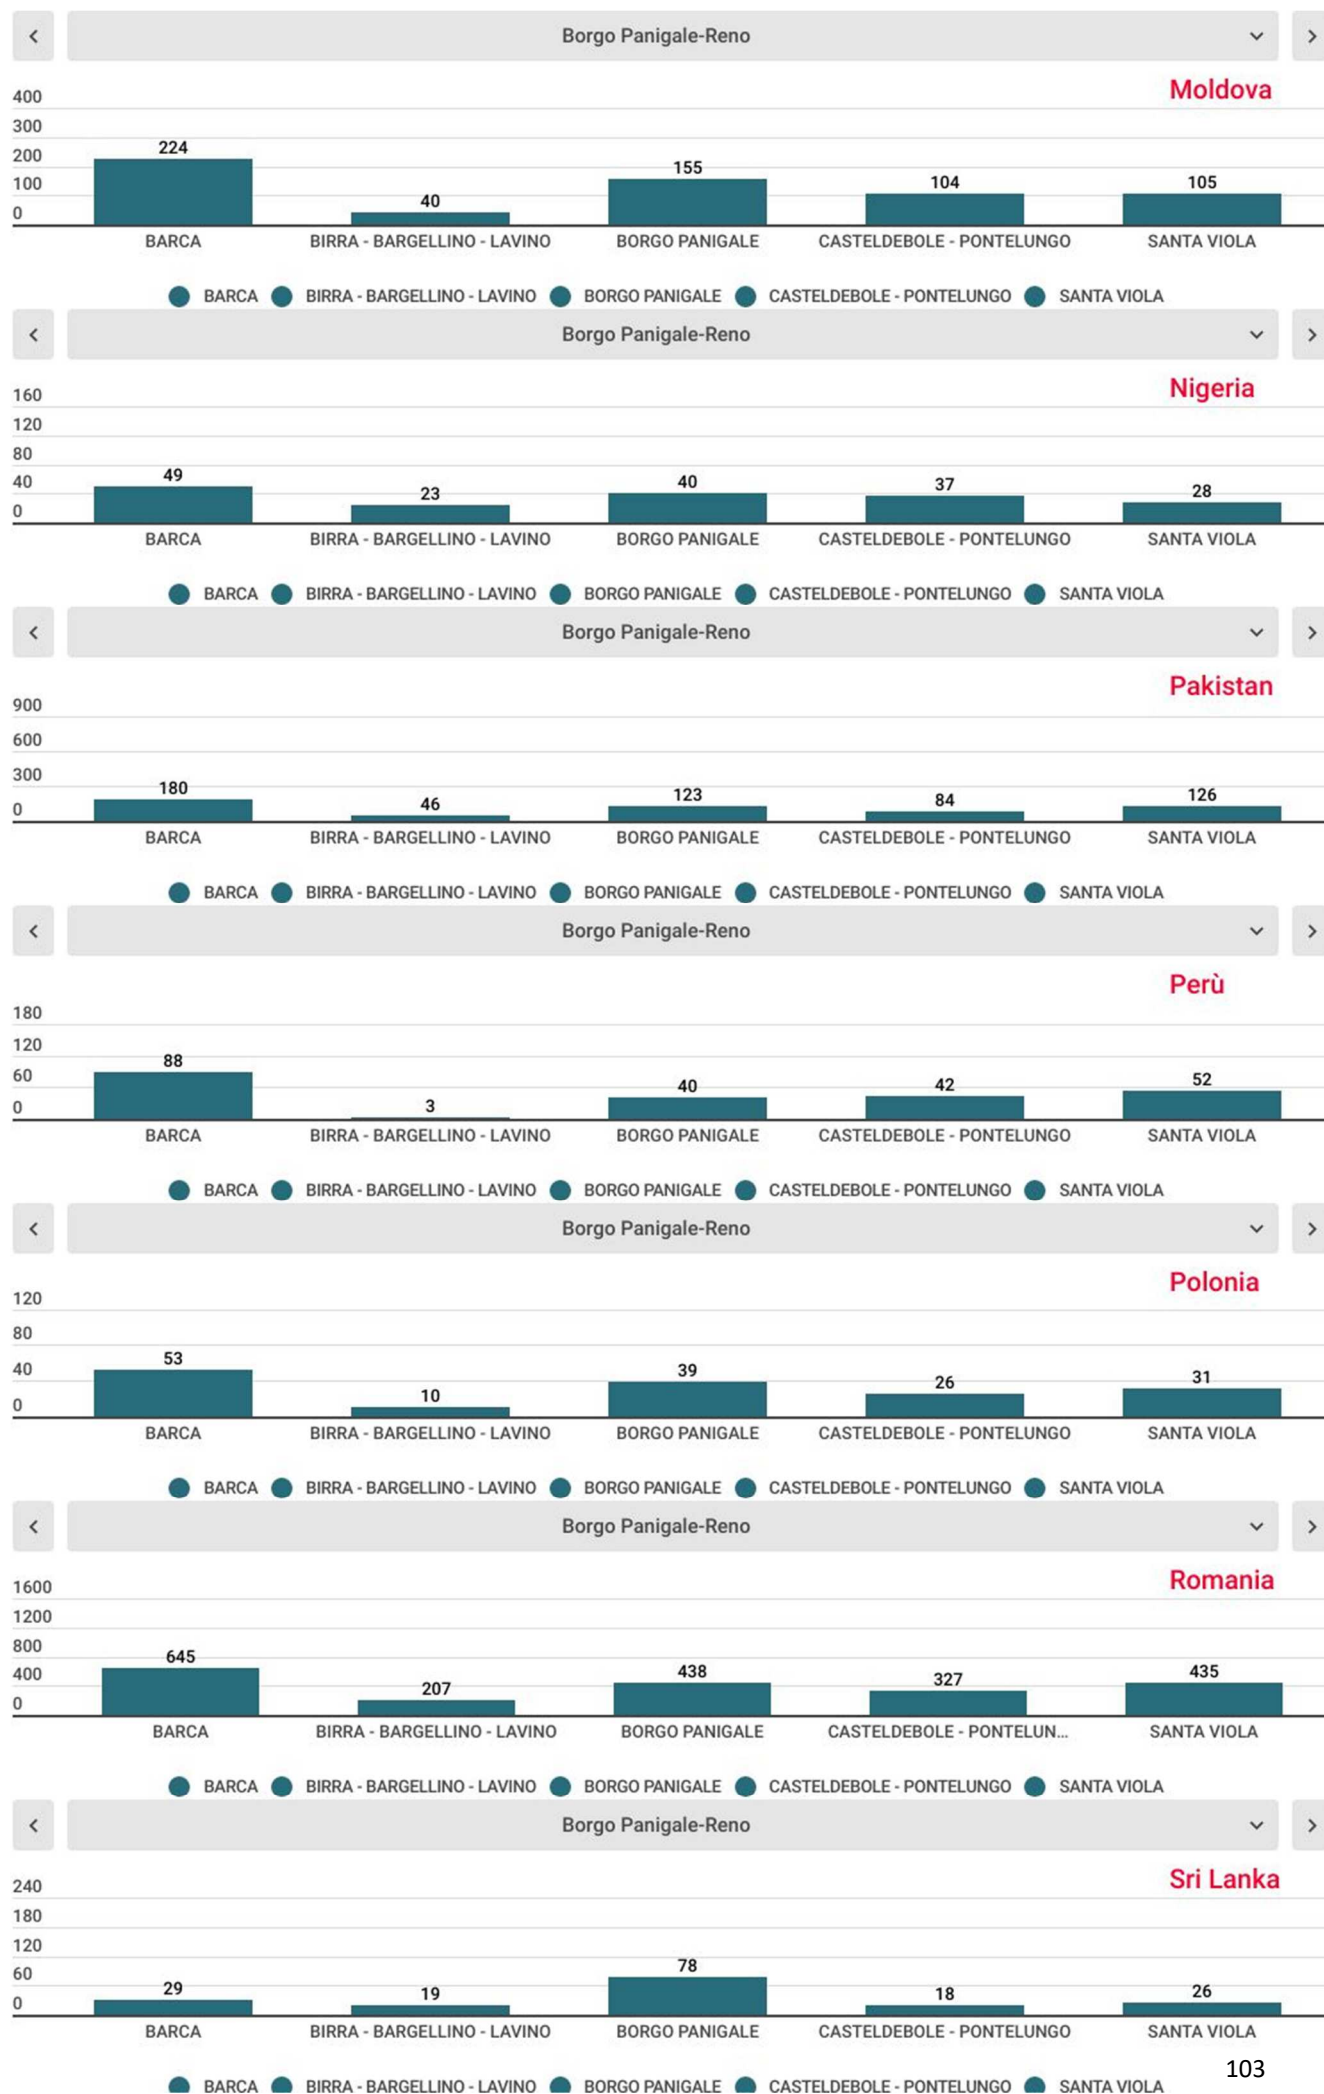 Borgo Panigale-Reno
Moldova
400
300
200
100
0
224
40
155
104
105
BARCA BIRRA - BARGELLINO - LAVINO BORGO PANIGALE CASTELDEBOLE - PONTELUNGO SANTA VIOLA
BARCA BIRRA - BARGELLINO - LAVINO BORGO PANIGALE CASTELDEBOLE - PONTELUNGO SANTA VIOLA
Borgo Panigale-Reno
Nigeria
160
120
80
40
0
49
23
40
37
28
BARCA BIRRA - BARGELLINO - LAVINO BORGO PANIGALE CASTELDEBOLE - PONTELUNGO SANTA VIOLA
BARCA BIRRA - BARGELLINO - LAVINO BORGO PANIGALE CASTELDEBOLE - PONTELUNGO SANTA VIOLA
Borgo Panigale-Reno
Pakistan
900
600
300
0
180
46
123
84
126
BARCA BIRRA - BARGELLINO - LAVINO BORGO PANIGALE CASTELDEBOLE - PONTELUNGO SANTA VIOLA
BARCA BIRRA - BARGELLINO - LAVINO BORGO PANIGALE CASTELDEBOLE - PONTELUNGO SANTA VIOLA
Borgo Panigale-Reno
Perù
180
120
60
0
88
3
40
42
52
BARCA BIRRA - BARGELLINO - LAVINO BORGO PANIGALE CASTELDEBOLE - PONTELUNGO SANTA VIOLA
BARCA BIRRA - BARGELLINO - LAVINO BORGO PANIGALE CASTELDEBOLE - PONTELUNGO SANTA VIOLA
Borgo Panigale-Reno
Polonia
120
80
40
0
53
10
39
26
31
BARCA BIRRA - BARGELLINO - LAVINO BORGO PANIGALE CASTELDEBOLE - PONTELUNGO SANTA VIOLA
BARCA BIRRA - BARGELLINO - LAVINO BORGO PANIGALE CASTELDEBOLE - PONTELUNGO SANTA VIOLA
Borgo Panigale-Reno
Romania
1600
1200
800
400
0
645
207
438
327
435
BARCA BIRRA - BARGELLINO - LAVINO BORGO PANIGALE CASTELDEBOLE - PONTELUN... SANTA VIOLA
BARCA BIRRA - BARGELLINO - LAVINO BORGO PANIGALE CASTELDEBOLE - PONTELUNGO SANTA VIOLA
Borgo Panigale-Reno
Sri Lanka
240
180
120
60
0
29
19
78
18
26
BARCA BIRRA - BARGELLINO - LAVINO BORGO PANIGALE CASTELDEBOLE - PONTELUNGO SANTA VIOLA
BARCA BIRRA - BARGELLINO - LAVINO BORGO PANIGALE CASTELDEBOLE - PONTELUNGO SANTA VIOLA
103